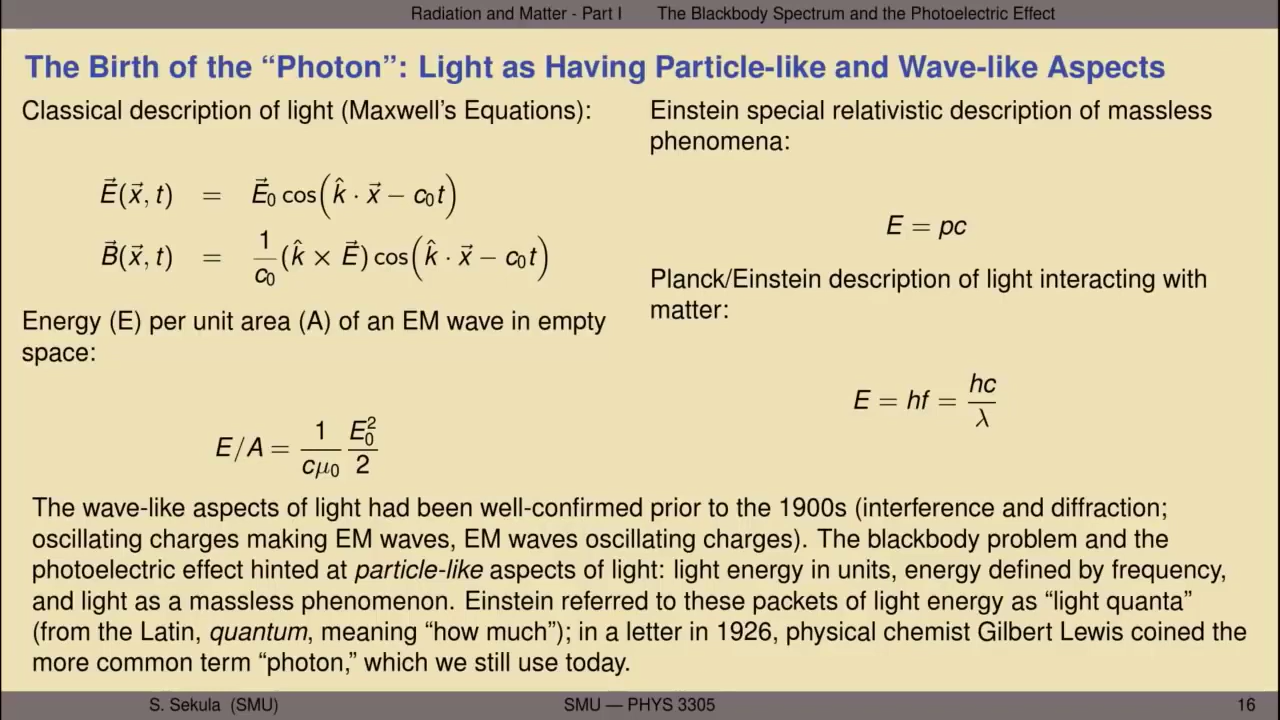 Radiation and Matter - Part I The Blackbody Spectrum and the Photoelectric Effect
The Birth of the “Photon”: Light as Having Particle-like and Wave-like Aspects
Classical description of light (Maxwell’s Equations):
E⃗(x⃗, t) = E⃗₀ cos(k̂ · x⃗ − c₀t)
B⃗(x⃗, t) = 1/c₀ (k̂ × E⃗) cos(k̂ · x⃗ − c₀t)
Energy (E) per unit area (A) of an EM wave in empty
space:
E/A = 1/(cμ₀) E₀²/2
Einstein special relativistic description of massless
phenomena:
E = pc
Planck/Einstein description of light interacting with
matter:
E = hf = hc/λ
The wave-like aspects of light had been well-confirmed prior to the 1900s (interference and diffraction;
oscillating charges making EM waves, EM waves oscillating charges). The blackbody problem and the
photoelectric effect hinted at particle-like aspects of light: light energy in units, energy defined by frequency,
and light as a massless phenomenon. Einstein referred to these packets of light energy as “light quanta”
(from the Latin, quantum, meaning “how much”); in a letter in 1926, physical chemist Gilbert Lewis coined the
more common term “photon,” which we still use today.
S. Sekula (SMU) SMU — PHYS 3305 16